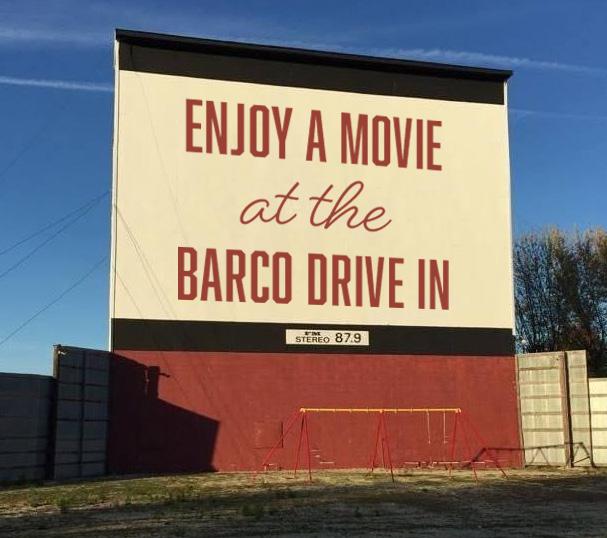 ENJOY A MOVIE
at the
BARCO DRIVE IN
FM
STEREO 87.9